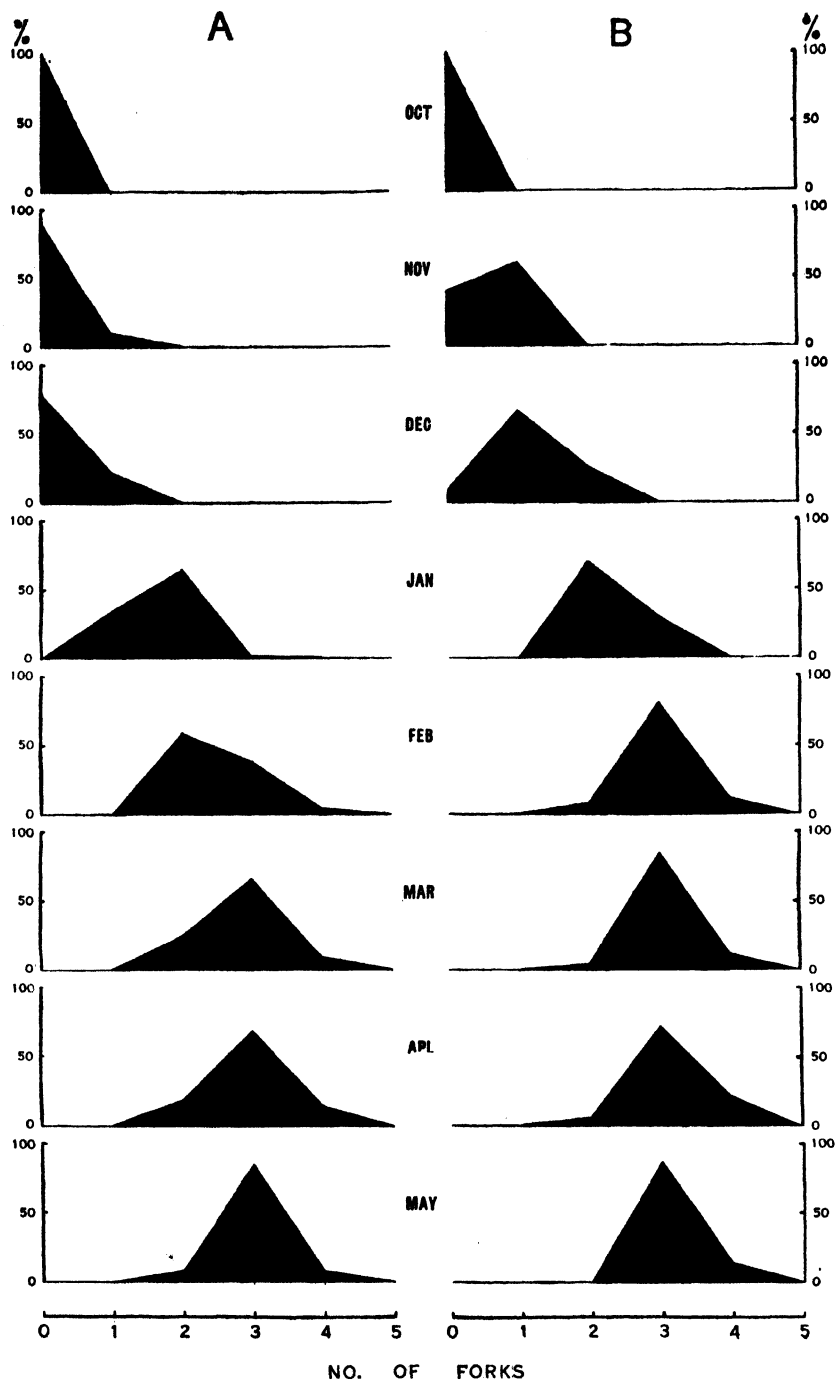 % A B %
100 OCT 100
50 50
0 0
100 NOV 100
50 50
0 0
100 DEC 100
50 50
0 0
100 JAN 100
50 50
0 0
100 FEB 100
50 50
0 0
100 MAR 100
50 50
0 0
100 APL 100
50 50
0 0
100 MAY 100
50 50
0 0
0 1 2 3 4 5 0 1 2 3 4 5
NO. OF FORKS